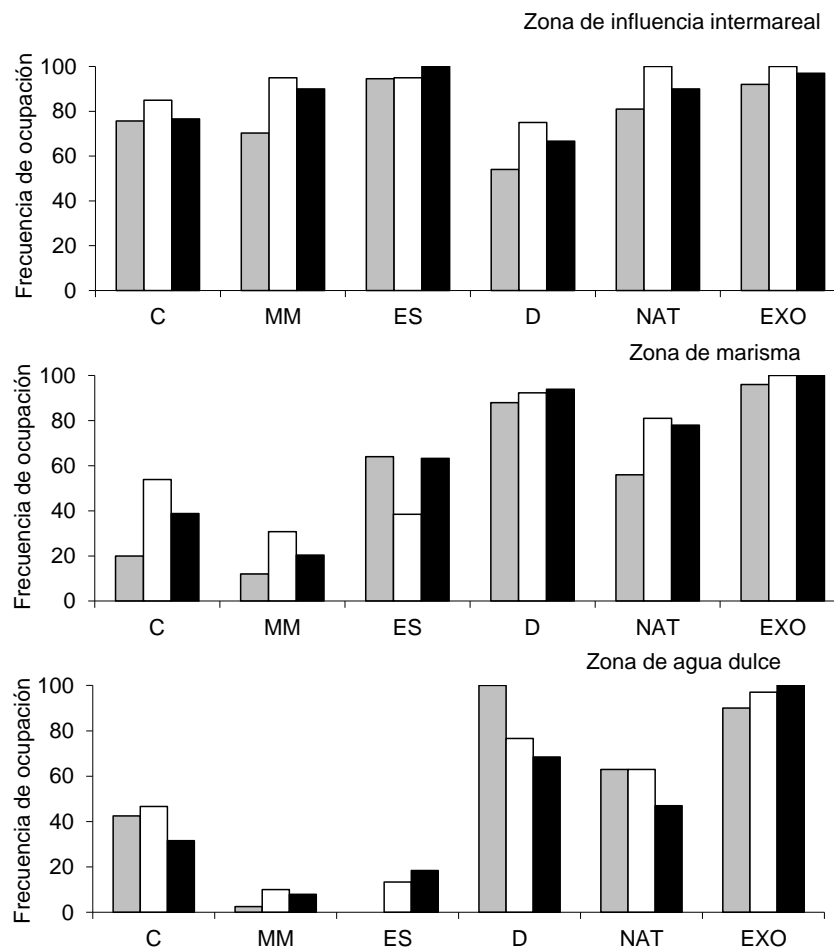 Zona de influencia intermareal
Frecuencia de ocupación
100
80
60
40
20
0
C MM ES D NAT EXO
Zona de marisma
Frecuencia de ocupación
100
80
60
40
20
0
C MM ES D NAT EXO
Zona de agua dulce
Frecuencia de ocupación
100
80
60
40
20
0
C MM ES D NAT EXO